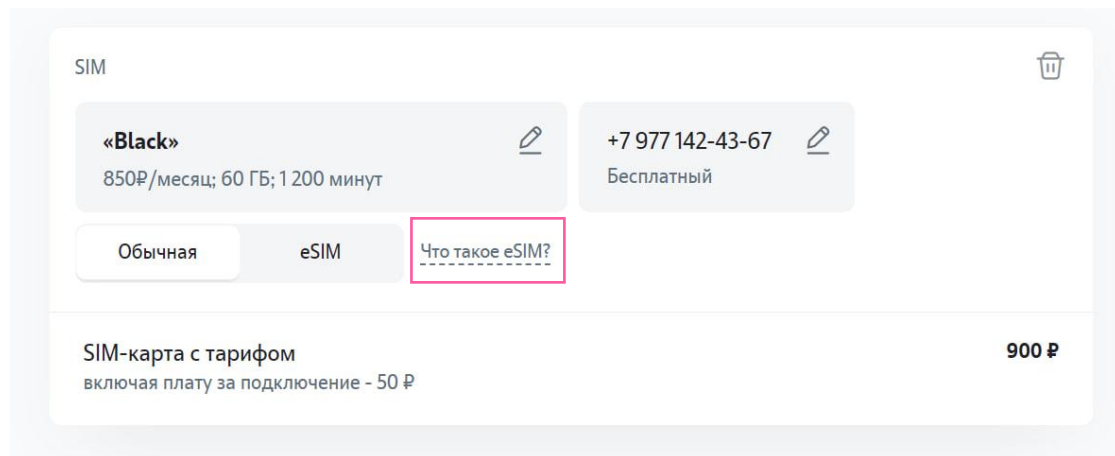 SIM
«Black»
850₽/месяц; 60 ГБ; 1 200 минут
+7 977 142-43-67
Бесплатный
Обычная
eSIM
Что такое eSIM?
SIM-карта с тарифом
900 ₽
включая плату за подключение - 50 ₽